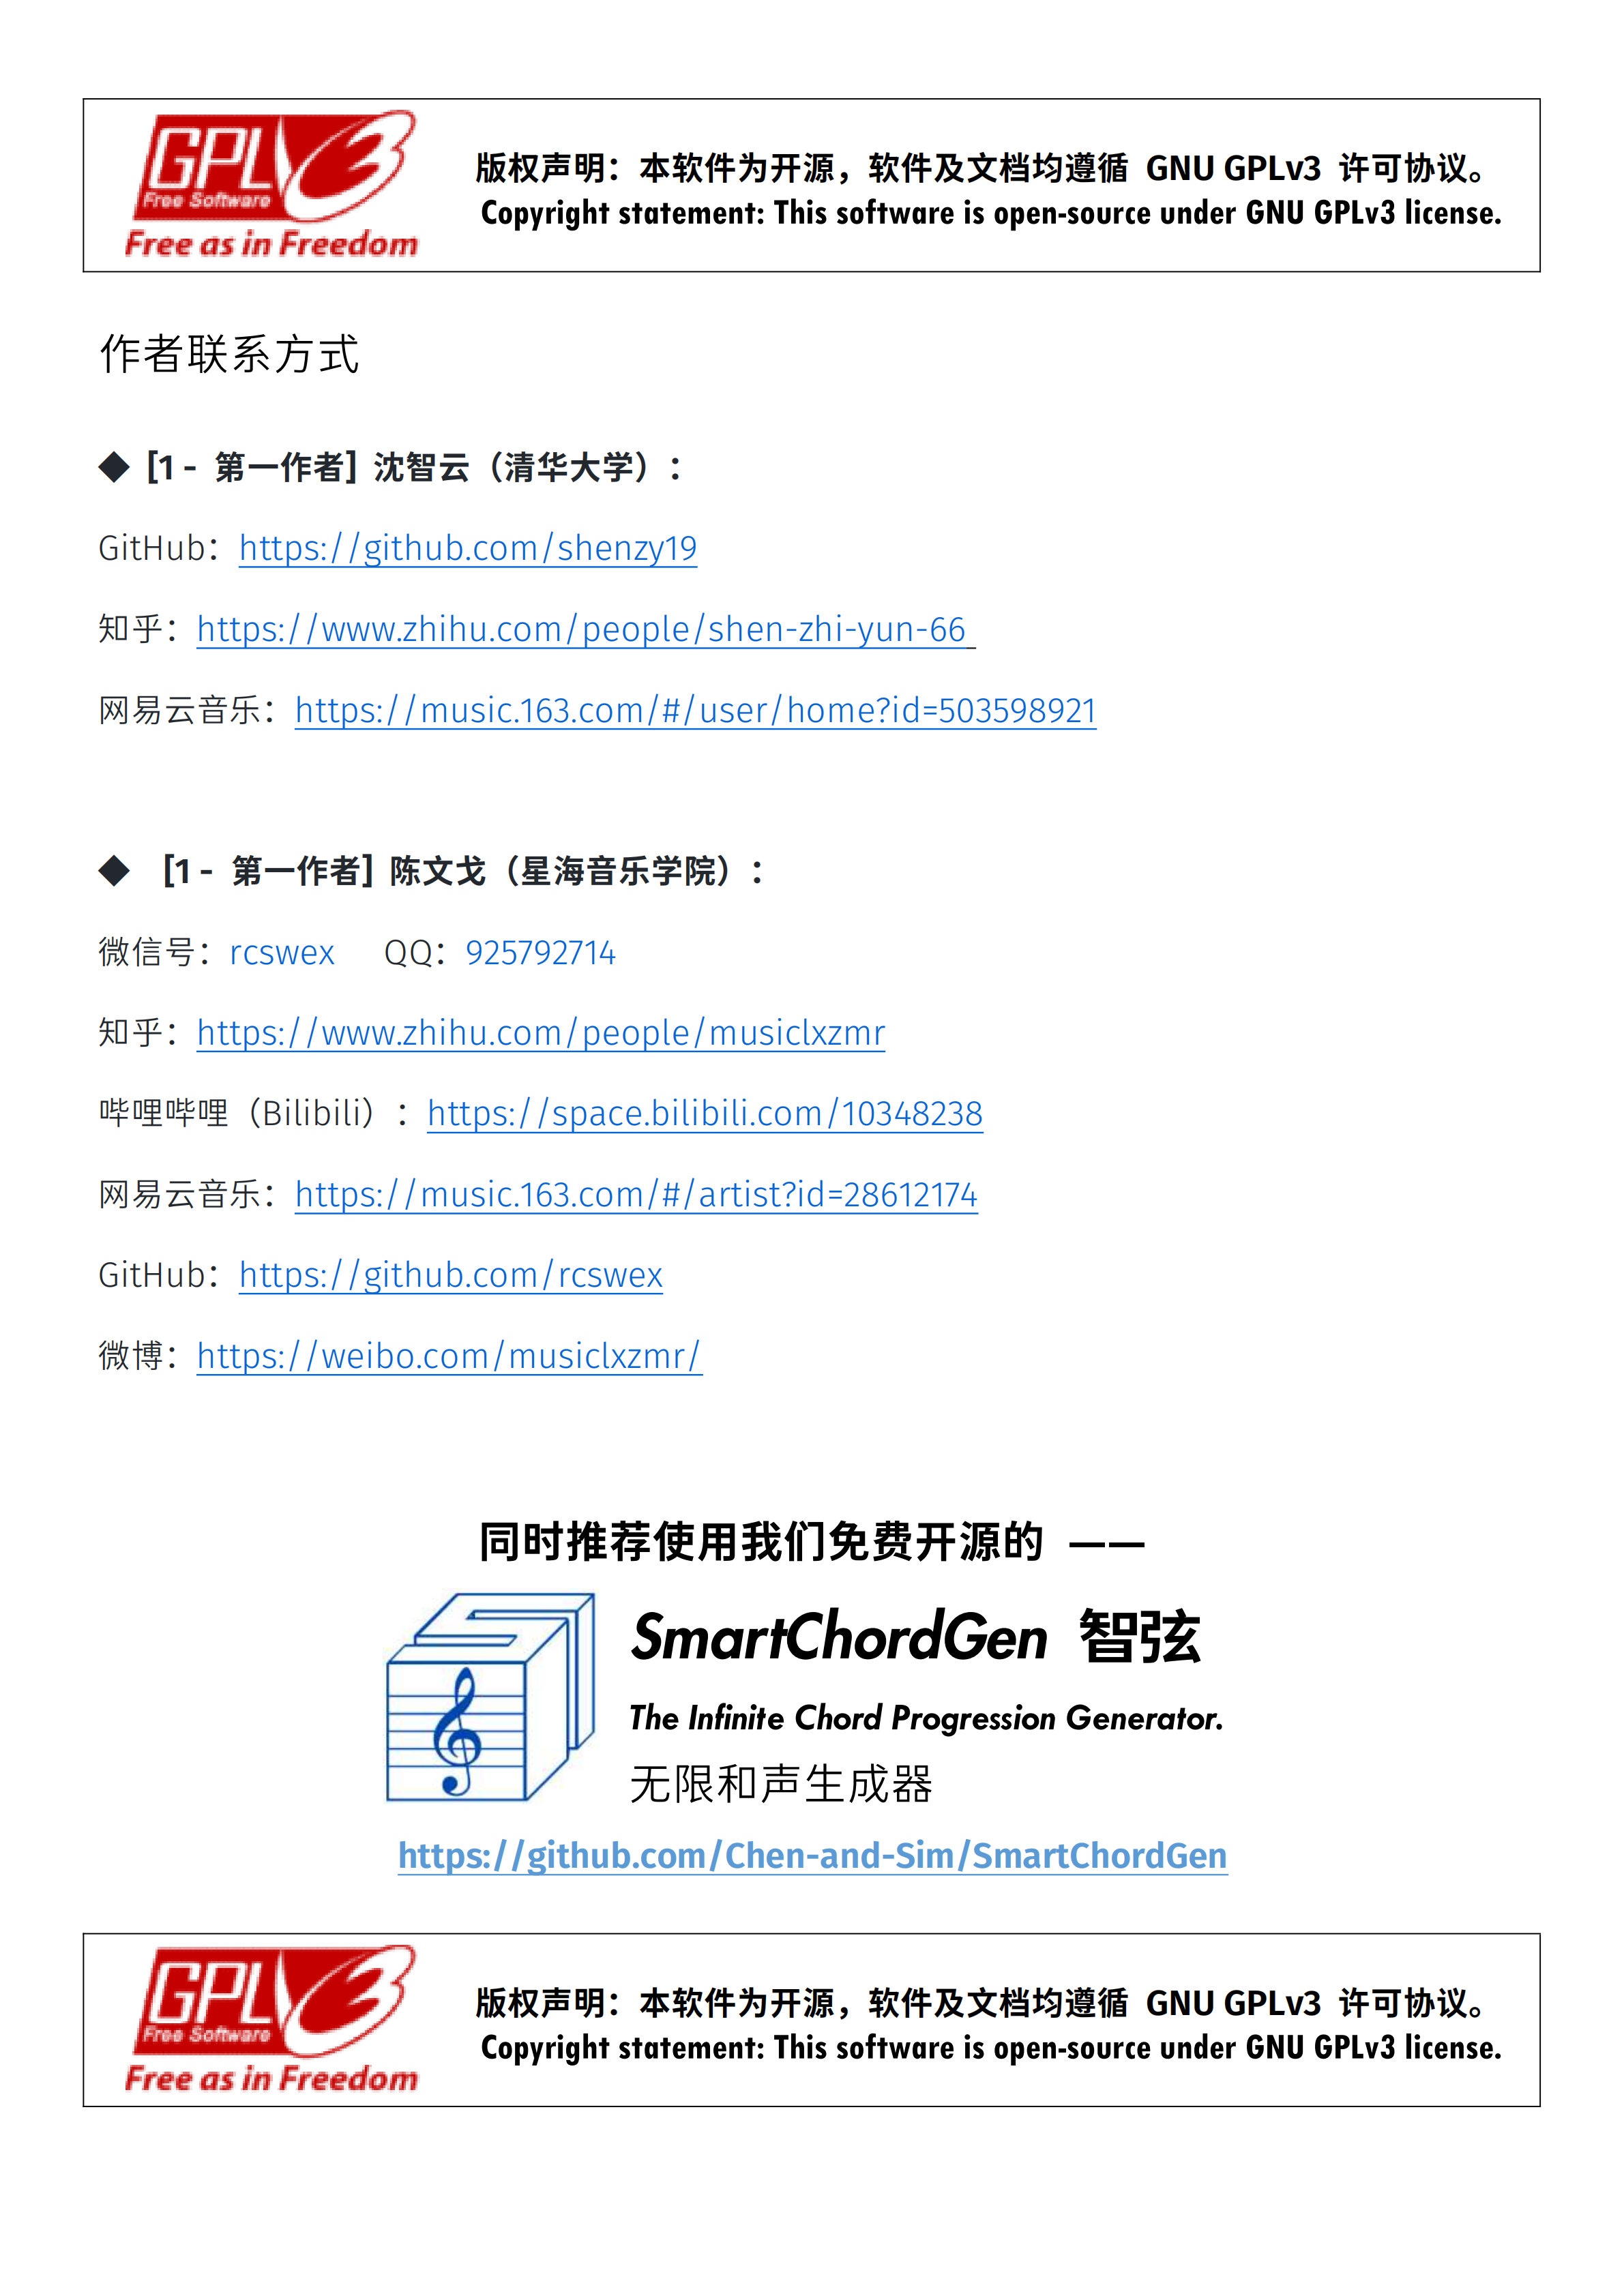 GPLV3
Free Software
Free as in Freedom
版权声明：本软件为开源，软件及文档均遵循 GNU GPLv3 许可协议。
Copyright statement: This software is open-source under GNU GPLv3 license.
作者联系方式
◆ [1 - 第一作者] 沈智云（清华大学）：
GitHub：https://github.com/shenzy19
知乎：https://www.zhihu.com/people/shen-zhi-yun-66
网易云音乐：https://music.163.com/#/user/home?id=503598921
◆ [1 - 第一作者] 陈文戈（星海音乐学院）：
微信号：rcswex QQ：925792714
知乎：https://www.zhihu.com/people/musiclxzmr
哔哩哔哩（Bilibili）：https://space.bilibili.com/10348238
网易云音乐：https://music.163.com/#/artist?id=28612174
GitHub：https://github.com/rcswex
微博：https://weibo.com/musiclxzmr/
同时推荐使用我们免费开源的 ——
SmartChordGen 智弦
The Infinite Chord Progression Generator.
无限和声生成器
https://github.com/Chen-and-Sim/SmartChordGen
GPLV3
Free Software
Free as in Freedom
版权声明：本软件为开源，软件及文档均遵循 GNU GPLv3 许可协议。
Copyright statement: This software is open-source under GNU GPLv3 license.